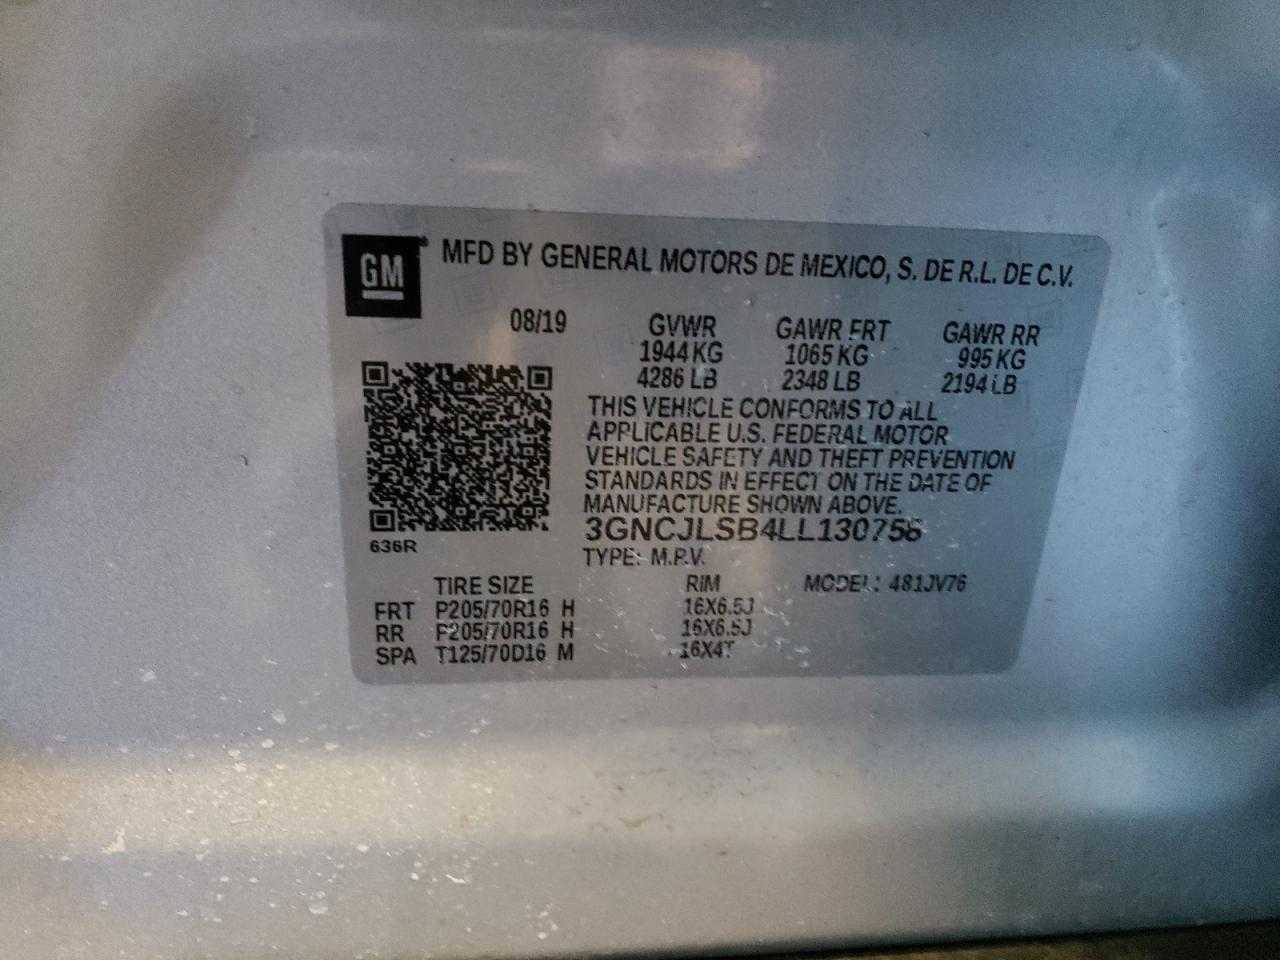 GM
MFD BY GENERAL MOTORS DE MEXICO, S. DE R.L. DE C.V.
08/19 GVWR GAWR FRT GAWR RR
1944 KG 1065 KG 995 KG
4286 LB 2348 LB 2194 LB
THIS VEHICLE CONFORMS TO ALL
APPLICABLE U.S. FEDERAL MOTOR
VEHICLE SAFETY AND THEFT PREVENTION
STANDARDS IN EFFECT ON THE DATE OF
MANUFACTURE SHOWN ABOVE.
3GNCJLSB4LL130758
636R
TYPE: M.P.V.
TIRE SIZE RIM MODEL: 481JV76
FRT P205/70R16 H 16X6.5J
RR P205/70R16 H 16X6.5J
SPA T125/70D16 M 16X4T